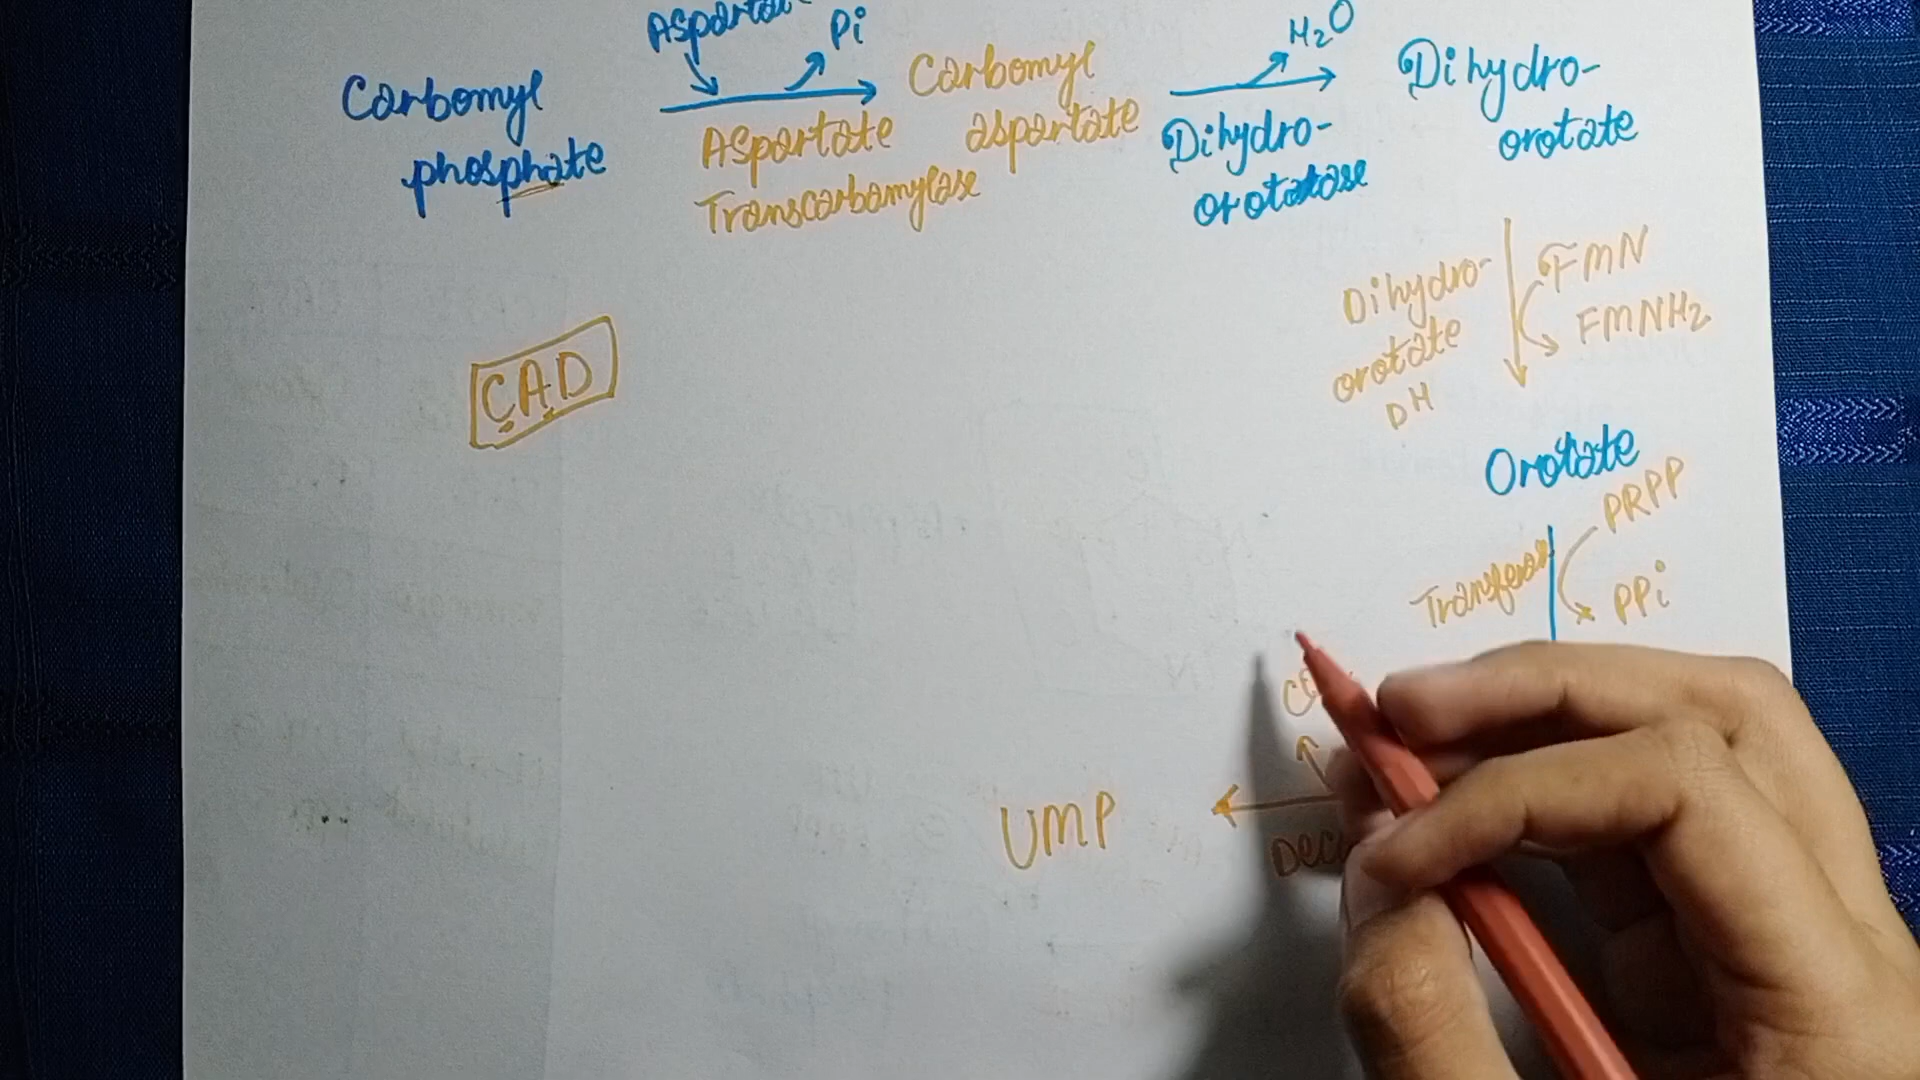 Pi
H2O
Carbomyl
phosphate
Aspartate
Transcarbamylase
Carbomyl
aspartate
Dihydro-
orotatase
Dihydro-
orotate
Dihydro-
orotate
DH
FMN
FMNH2
CAD
Orotate
PRPP
PPi
UMP